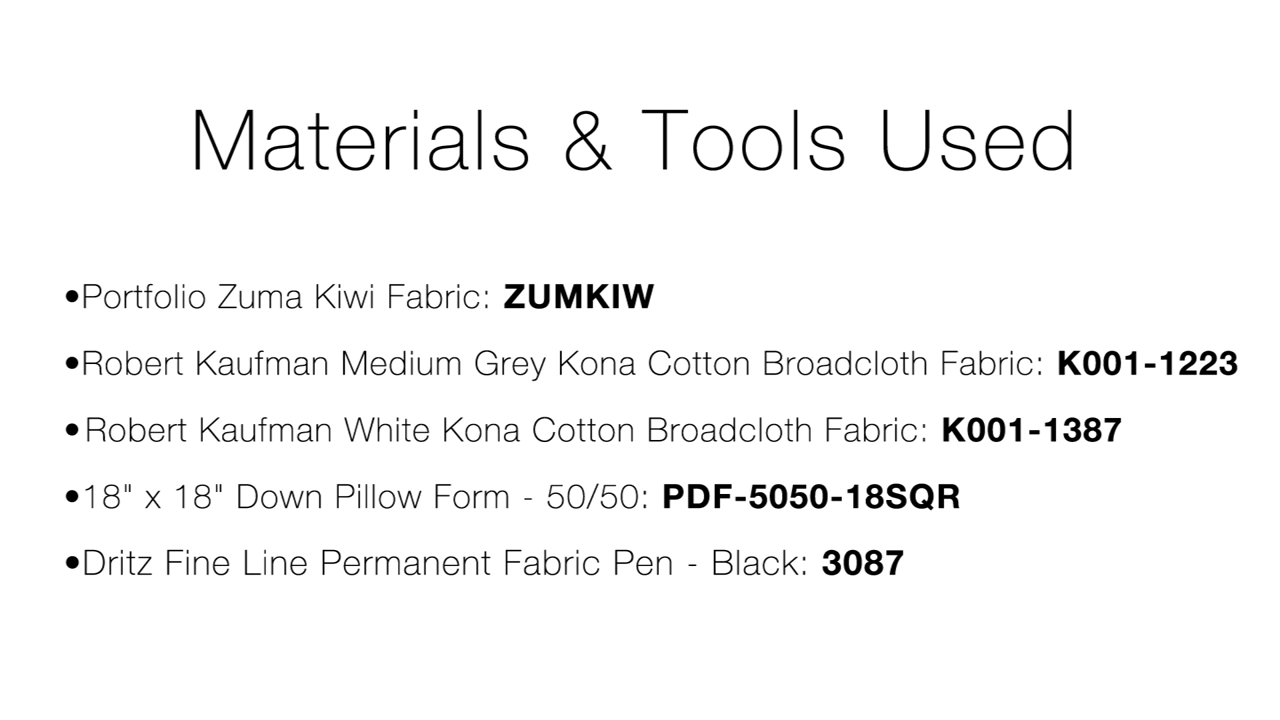 Materials & Tools Used
•Portfolio Zuma Kiwi Fabric: ZUMKIW
•Robert Kaufman Medium Grey Kona Cotton Broadcloth Fabric: K001-1223
•Robert Kaufman White Kona Cotton Broadcloth Fabric: K001-1387
•18" x 18" Down Pillow Form - 50/50: PDF-5050-18SQR
•Dritz Fine Line Permanent Fabric Pen - Black: 3087